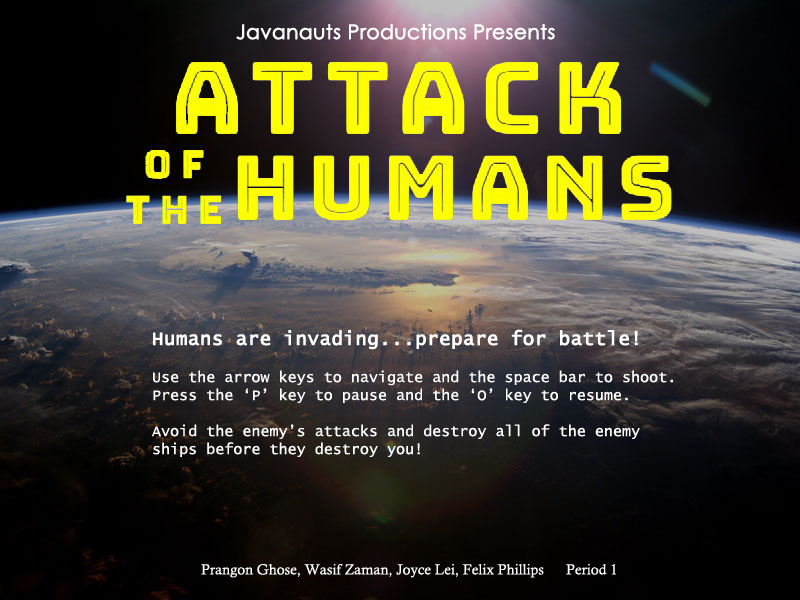 Javanauts Productions Presents
ATTACK
OF THE HUMANS
Humans are invading...prepare for battle!
Use the arrow keys to navigate and the space bar to shoot.
Press the ‘P’ key to pause and the ‘O’ key to resume.
Avoid the enemy’s attacks and destroy all of the enemy
ships before they destroy you!
Prangon Ghose, Wasif Zaman, Joyce Lei, Felix Phillips Period 1